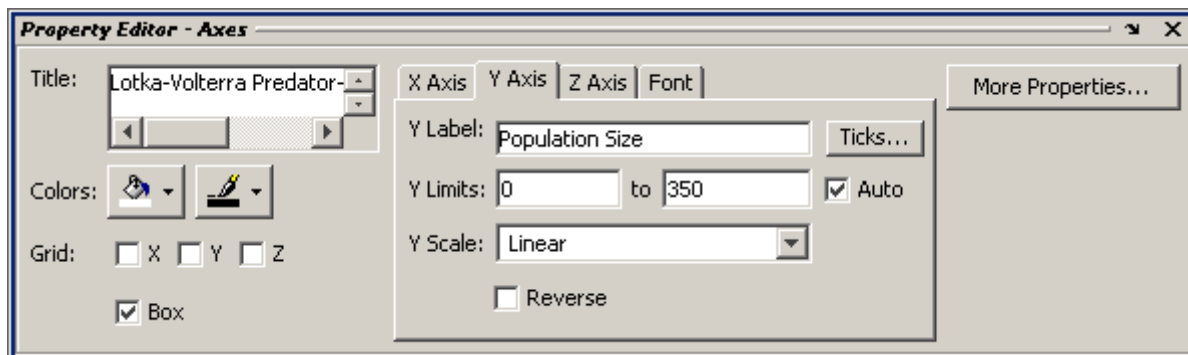 Property Editor - Axes
Title:
Lotka-Volterra Predator-
X Axis Y Axis Z Axis Font
More Properties...
Y Label: Population Size Ticks...
Colors:
Y Limits: 0 to 350 Auto
Grid: X Y Z
Y Scale: Linear
Box
Reverse